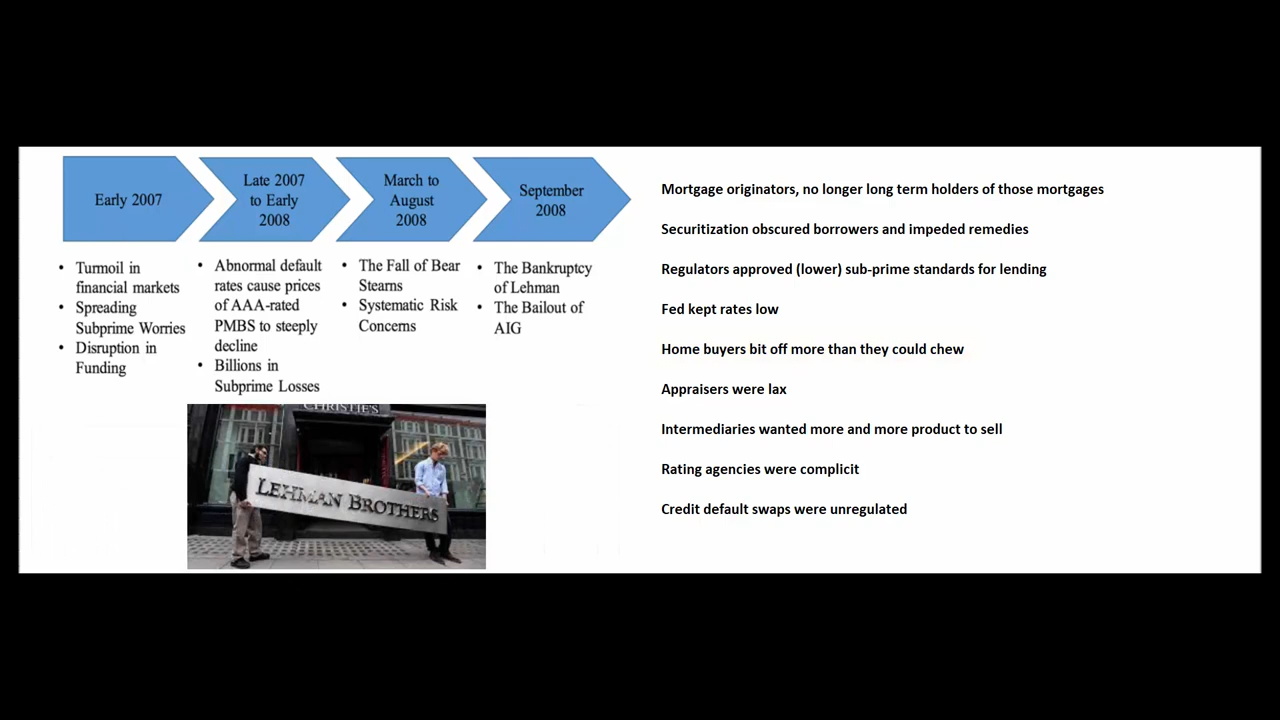 Early 2007
Late 2007
to Early
2008
March to
August
2008
September
2008
• Turmoil in
financial markets
• Spreading
Subprime Worries
• Disruption in
Funding
• Abnormal default
rates cause prices
of AAA-rated
PMBS to steeply
decline
• Billions in
Subprime Losses
• The Fall of Bear
Stearns
• Systematic Risk
Concerns
• The Bankruptcy
of Lehman
• The Bailout of
AIG
CHRISTIE'S
LEHMAN BROTHERS
Mortgage originators, no longer long term holders of those mortgages
Securitization obscured borrowers and impeded remedies
Regulators approved (lower) sub-prime standards for lending
Fed kept rates low
Home buyers bit off more than they could chew
Appraisers were lax
Intermediaries wanted more and more product to sell
Rating agencies were complicit
Credit default swaps were unregulated